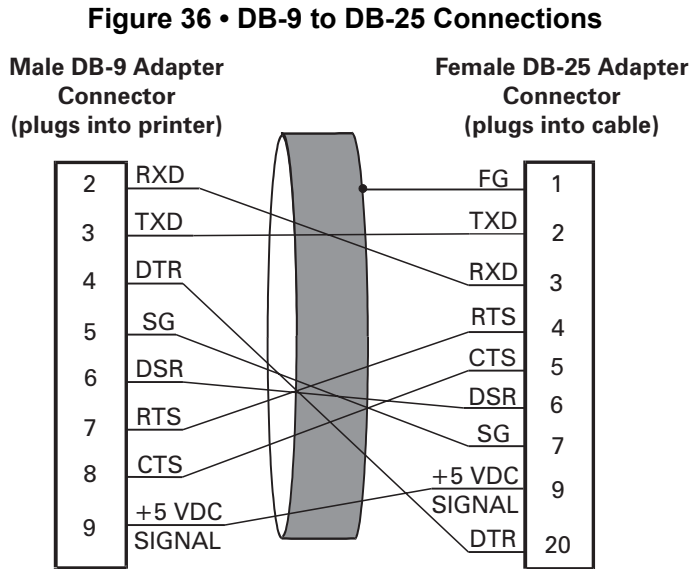 Figure 36 • DB-9 to DB-25 Connections
Male DB-9 Adapter
Connector
(plugs into printer)
Female DB-25 Adapter
Connector
(plugs into cable)
2 RXD
3 TXD
4 DTR
5 SG
6 DSR
7 RTS
8 CTS
9 +5 VDC
SIGNAL
FG 1
TXD 2
RXD 3
RTS 4
CTS 5
DSR 6
SG 7
+5 VDC 9
SIGNAL
DTR 20